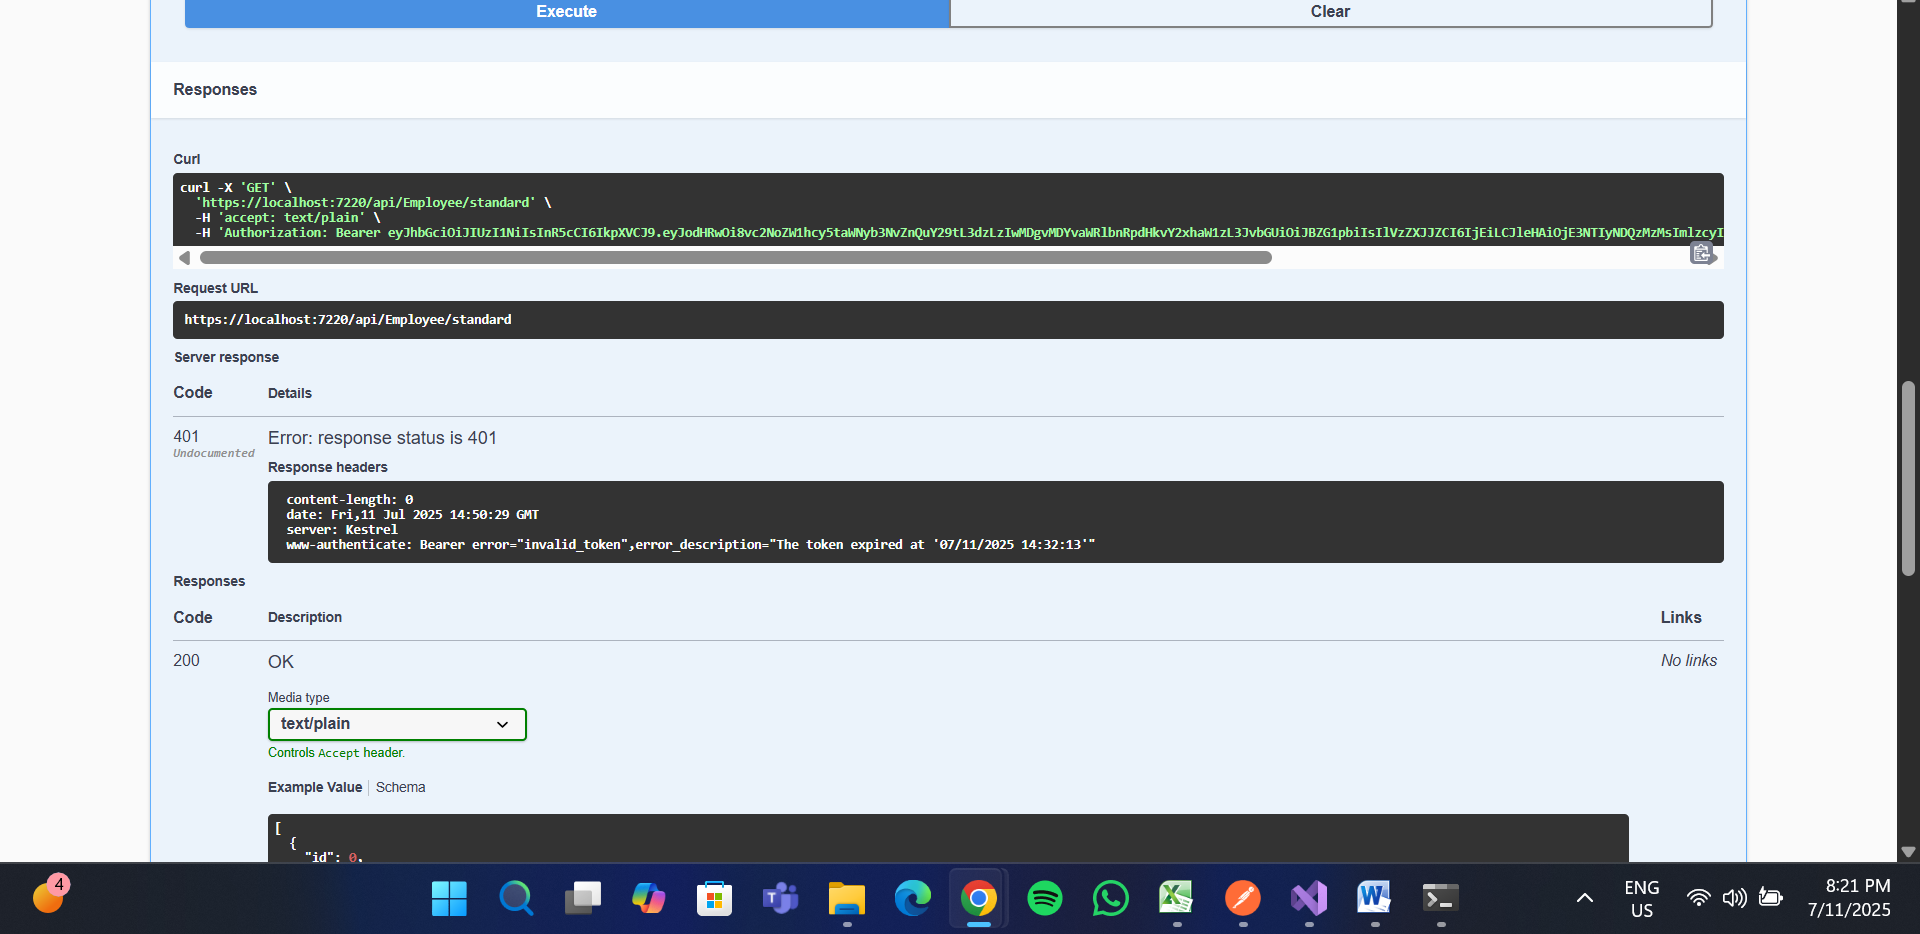 Execute
Clear
Responses
Curl
curl -X 'GET' \
'https://localhost:7220/api/Employee/standard' \
-H 'accept: text/plain' \
-H 'Authorization: Bearer eyJhbGciOiJIUzI1NiIsInR5cCI6IkpXVCJ9.eyJodHRwOi8vc2NoZW1hcy5taWNyb3NvZnQuY29tL3dzLzIwMDgvMDYvaWRlbnRpdHkvY2xhaW1zL3JvbGUiOiJBZG1pbiIsIlVzZXJJZCI6IjEiLCJleHAiOjE3NTIyNDQzMzMsImlzcyI
Request URL
https://localhost:7220/api/Employee/standard
Server response
Code
Details
401
Undocumented
Error: response status is 401
Response headers
content-length: 0
date: Fri,11 Jul 2025 14:50:29 GMT
server: Kestrel
www-authenticate: Bearer error="invalid_token",error_description="The token expired at '07/11/2025 14:32:13'"
Responses
Code
Description
Links
200
OK
No links
Media type
text/plain
Controls Accept header.
Example Value
Schema
[
{
"id": 0,
4
ENG
US
8:21 PM
7/11/2025